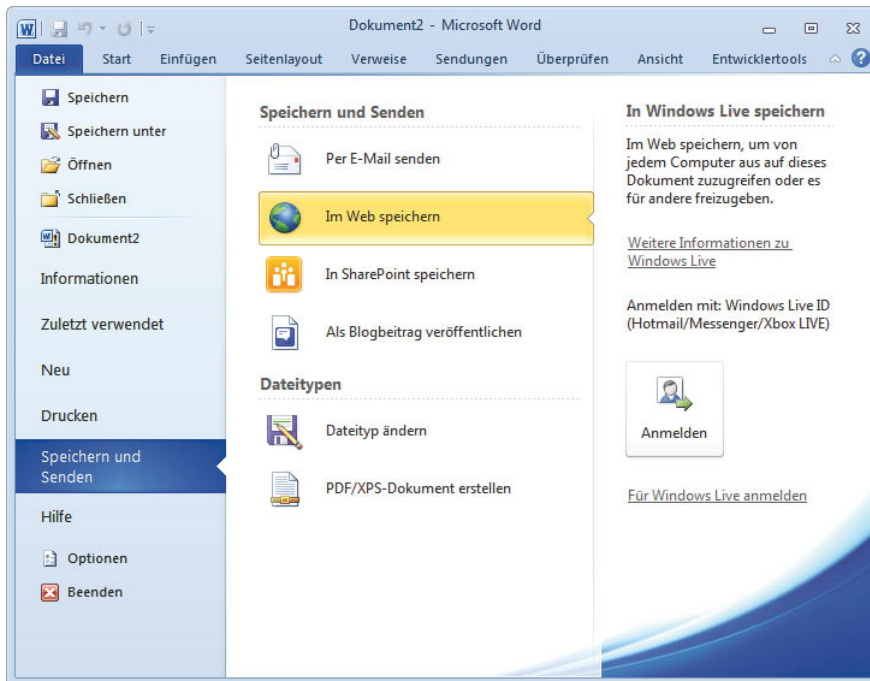 Dokument2 - Microsoft Word
Datei Start Einfügen Seitenlayout Verweise Sendungen Überprüfen Ansicht Entwicklertools
Speichern
Speichern unter
Öffnen
Schließen
Dokument2
Informationen
Zuletzt verwendet
Neu
Drucken
Speichern und
Senden
Hilfe
Optionen
Beenden
Speichern und Senden
Per E-Mail senden
Im Web speichern
In SharePoint speichern
Als Blogbeitrag veröffentlichen
Dateitypen
Dateityp ändern
PDF/XPS-Dokument erstellen
In Windows Live speichern
Im Web speichern, um von
jedem Computer aus auf dieses
Dokument zuzugreifen oder es
für andere freizugeben.
Weitere Informationen zu
Windows Live
Anmelden mit: Windows Live ID
(Hotmail/Messenger/Xbox LIVE)
Anmelden
Für Windows Live anmelden